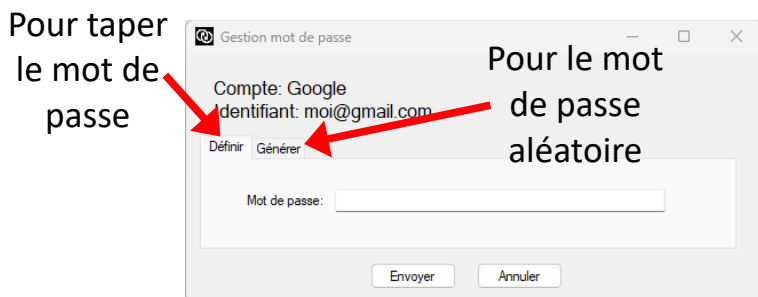 Pour taper
le mot de
passe
Gestion mot de passe
Pour le mot
de passe
aléatoire
Compte: Google
Identifiant: moi@gmail.com
Définir Générer
Mot de passe:
Envoyer Annuler